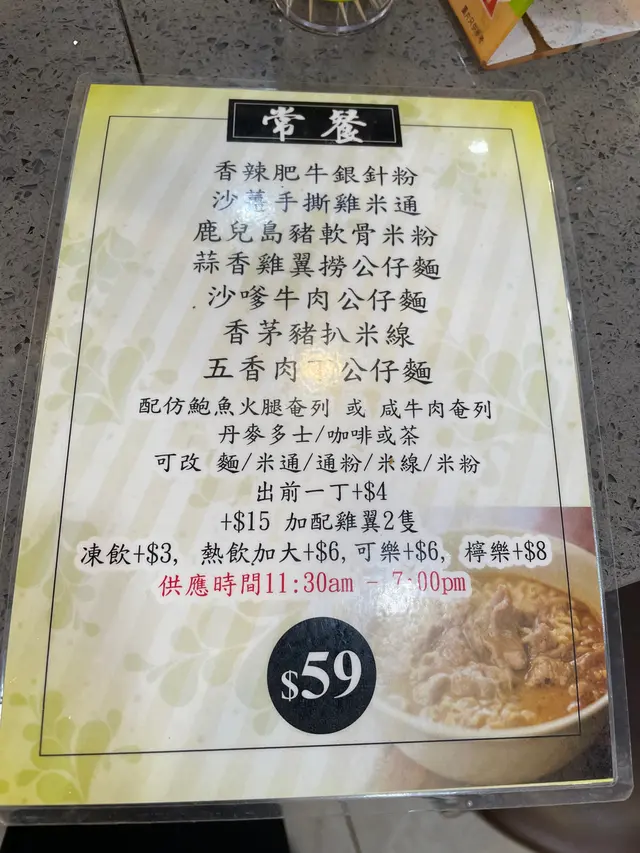 常餐
香辣肥牛銀針粉
沙薑手撕雞米通
鹿兒島豬軟骨米粉
蒜香雞翼撈公仔麵
沙嗲牛肉公仔麵
香茅豬扒米線
五香肉丁公仔麵
配仿鮑魚火腿奄列 或 咸牛肉奄列
丹麥多士/咖啡或茶
可改 麵/米通/通粉/米線/米粉
出前一丁+$4
+$15 加配雞翼2隻
凍飲+$3, 熱飲加大+$6,可樂+$6, 檸樂+$8
供應時間11:30am - 7:00pm
$59